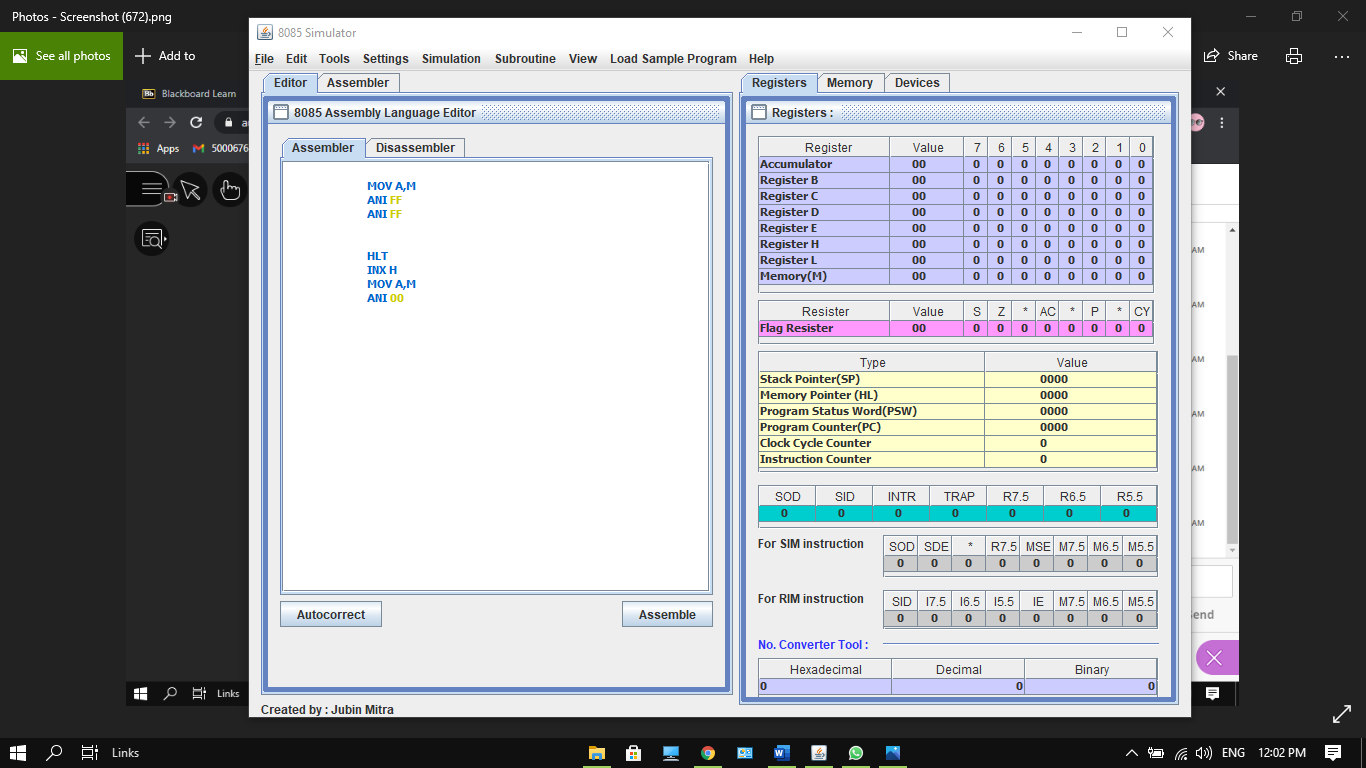 Photos - Screenshot (672).png
See all photos
Add to
Share
Blackboard Learn
Apps
5000676
8085 Simulator
File Edit Tools Settings Simulation Subroutine View Load Sample Program Help
Editor Assembler
8085 Assembly Language Editor
Assembler Disassembler
MOV A,M
ANI FF
ANI FF
HLT
INX H
MOV A,M
ANI 00
Autocorrect Assemble
Created by : Jubin Mitra
Registers Memory Devices
Registers :
Register Value 7 6 5 4 3 2 1 0
Accumulator 00 0 0 0 0 0 0 0 0
Register B 00 0 0 0 0 0 0 0 0
Register C 00 0 0 0 0 0 0 0 0
Register D 00 0 0 0 0 0 0 0 0
Register E 00 0 0 0 0 0 0 0 0
Register H 00 0 0 0 0 0 0 0 0
Register L 00 0 0 0 0 0 0 0 0
Memory(M) 00 0 0 0 0 0 0 0 0
Resister Value S Z * AC * P * CY
Flag Resister 00 0 0 0 0 0 0 0 0
Type Value
Stack Pointer(SP) 0000
Memory Pointer (HL) 0000
Program Status Word(PSW) 0000
Program Counter(PC) 0000
Clock Cycle Counter 0
Instruction Counter 0
SOD SID INTR TRAP R7.5 R6.5 R5.5
0 0 0 0 0 0 0
For SIM instruction
SOD SDE * R7.5 MSE M7.5 M6.5 M5.5
0 0 0 0 0 0 0 0
For RIM instruction
SID I7.5 I6.5 I5.5 IE M7.5 M6.5 M5.5
0 0 0 0 0 0 0 0
No. Converter Tool :
Hexadecimal Decimal Binary
0 0 0
AM
AM
AM
AM
AM
AM
end
Links
Links
ENG 12:02 PM